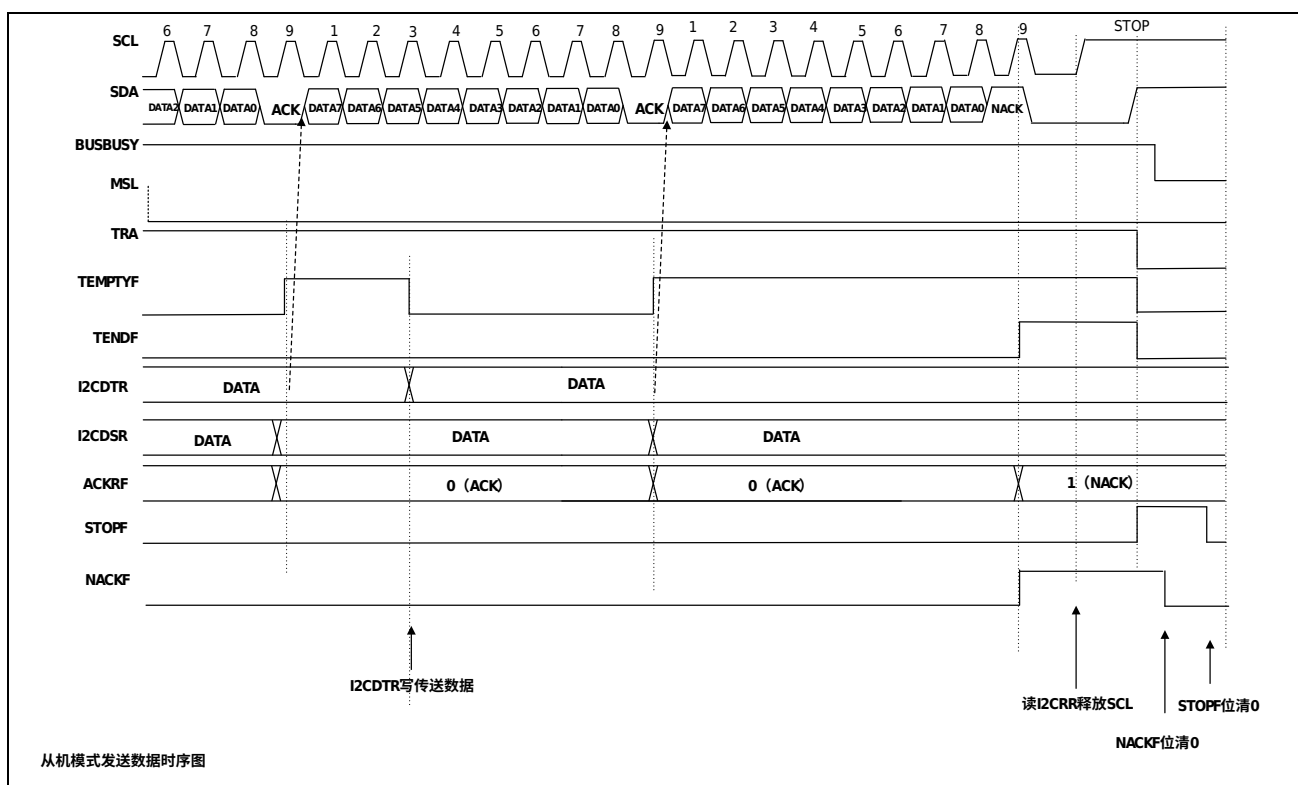 6 7 8 9 1 2 3 4 5 6 7 8 9 1 2 3 4 5 6 7 8 9 STOP
SCL
SDA
DATA2 DATA1 DATA0 ACK DATA7 DATA6 DATA5 DATA4 DATA3 DATA2 DATA1 DATA0 ACK DATA7 DATA6 DATA5 DATA4 DATA3 DATA2 DATA1 DATA0 NACK
BUSBUSY
MSL
TRA
TEMPTYF
TENDF
I2CDTR DATA DATA
I2CDSR DATA DATA DATA
ACKRF 0（ACK） 0（ACK） 1（NACK）
STOPF
NACKF
I2CDTR写传送数据
读I2CRR释放SCL STOPF位清0
NACKF位清0
从机模式发送数据时序图